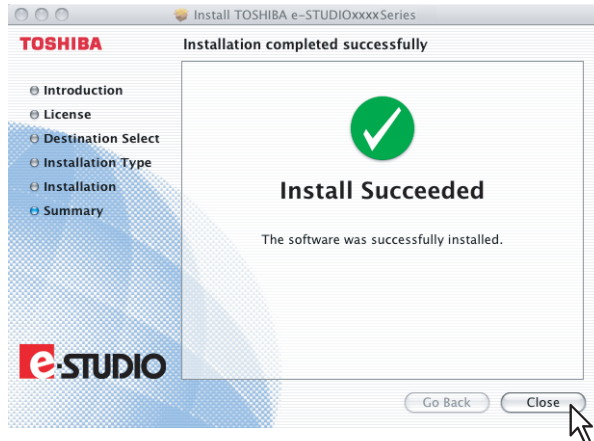 Install TOSHIBA e-STUDIOxxxxSeries
TOSHIBA
Installation completed successfully
Introduction
License
Destination Select
Installation Type
Installation
Summary
Install Succeeded
The software was successfully installed.
e-STUDIO
Go Back
Close